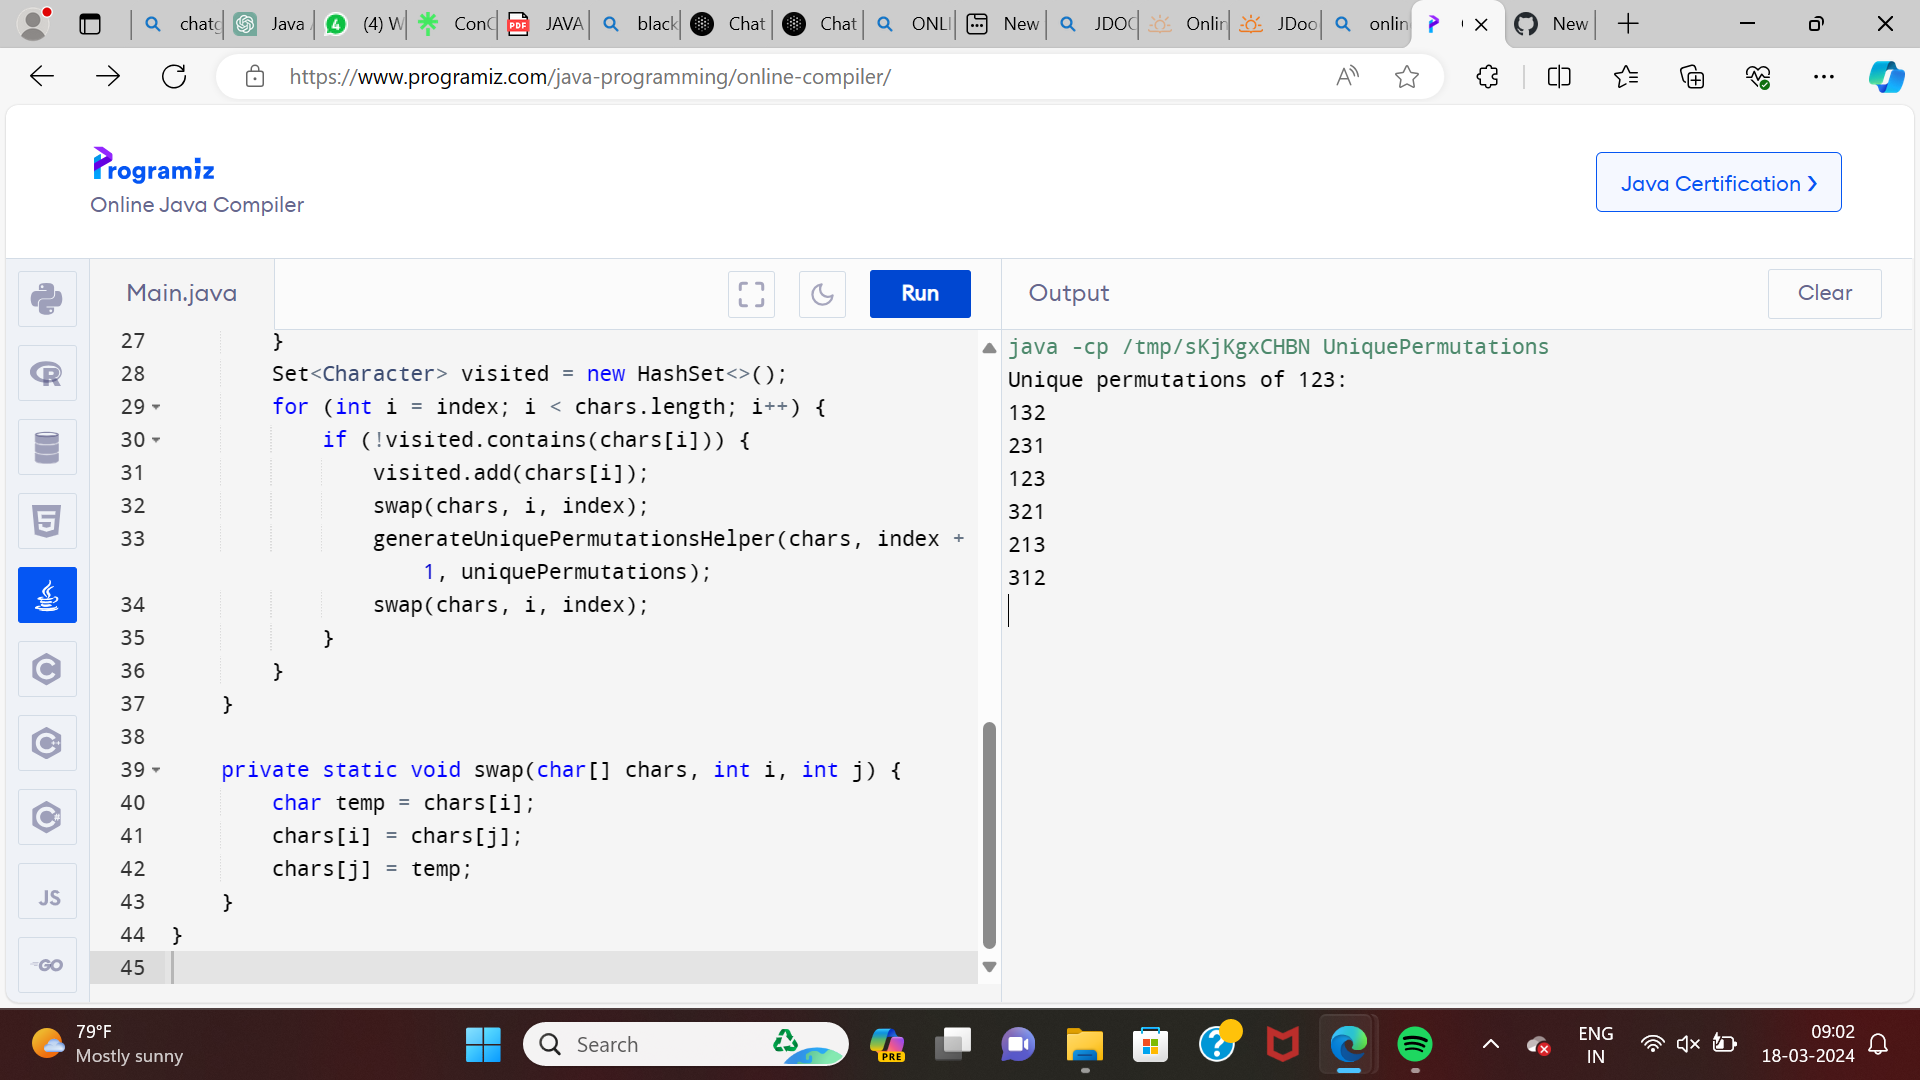 chatg
Java
(4) W
Con
JAVA
black
Chat
Chat
ONLI
New
JDOO
Onlin
JDoo
onlin
New
https://www.programiz.com/java-programming/online-compiler/
Programiz
Online Java Compiler
Java Certification ❯
Main.java
Run
Output
Clear
27 }
28 Set<Character> visited = new HashSet<>();
29 for (int i = index; i < chars.length; i++) {
30 if (!visited.contains(chars[i])) {
31 visited.add(chars[i]);
32 swap(chars, i, index);
33 generateUniquePermutationsHelper(chars, index +
1, uniquePermutations);
34 swap(chars, i, index);
35 }
36 }
37 }
38
39 private static void swap(char[] chars, int i, int j) {
40 char temp = chars[i];
41 chars[i] = chars[j];
42 chars[j] = temp;
43 }
44 }
45
java -cp /tmp/sKjKgxCHBN UniquePermutations
Unique permutations of 123:
132
231
123
321
213
312
JS
GO
79°F
Mostly sunny
Search
PRE
ENG
IN
09:02
18-03-2024